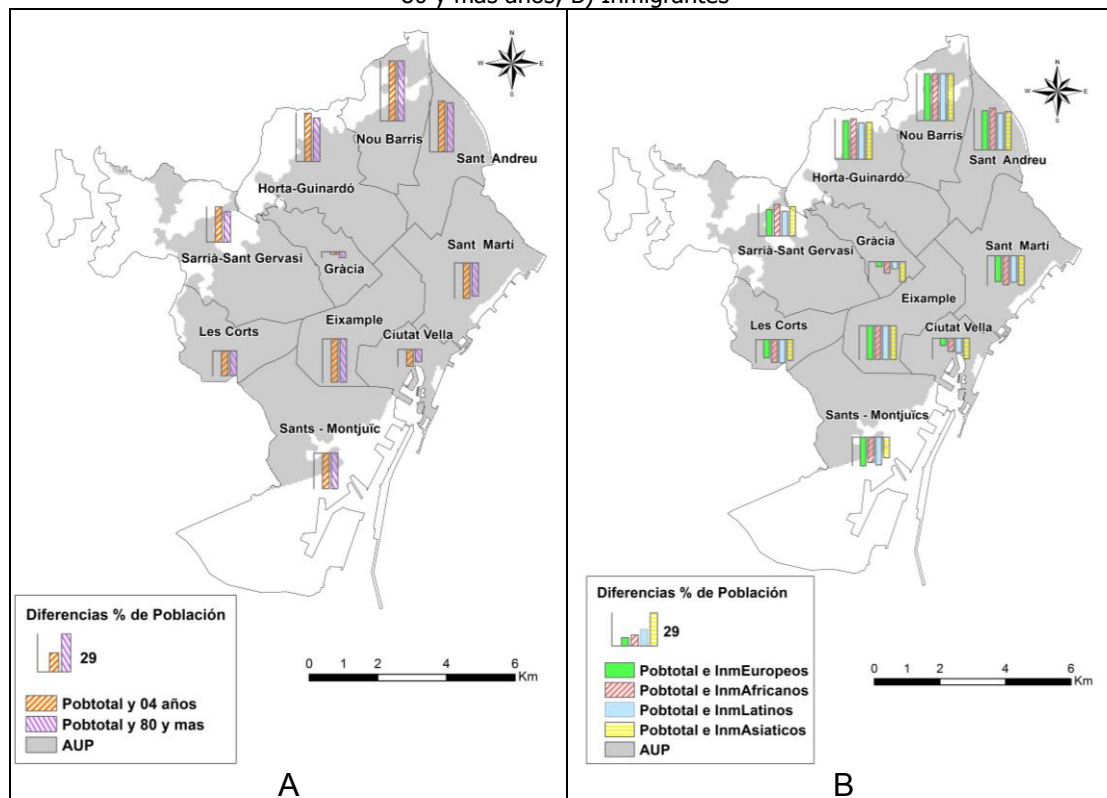 80 y más años; B) Inmigrantes
N
W E
S
Nou Barris
Sant Andreu
Horta-Guinardó
Sarrià-Sant Gervasi
Gràcia
Sant Martí
Les Corts
Eixample
Ciutat Vella
Sants - Montjuïc
Diferencias % de Población
29
Pobtotal y 04 años
Pobtotal y 80 y mas
AUP
0 1 2 4 6
Km
A
N
W E
S
Nou Barris
Sant Andreu
Horta-Guinardó
Sarrià-Sant Gervasi
Gràcia
Sant Martí
Eixample
Les Corts
Ciutat Vella
Sants - Montjuïcs
Diferencias % de Población
29
Pobtotal e InmEuropeos
Pobtotal e InmAfricanos
Pobtotal e InmLatinos
Pobtotal e InmAsiaticos
AUP
0 1 2 4 6
Km
B